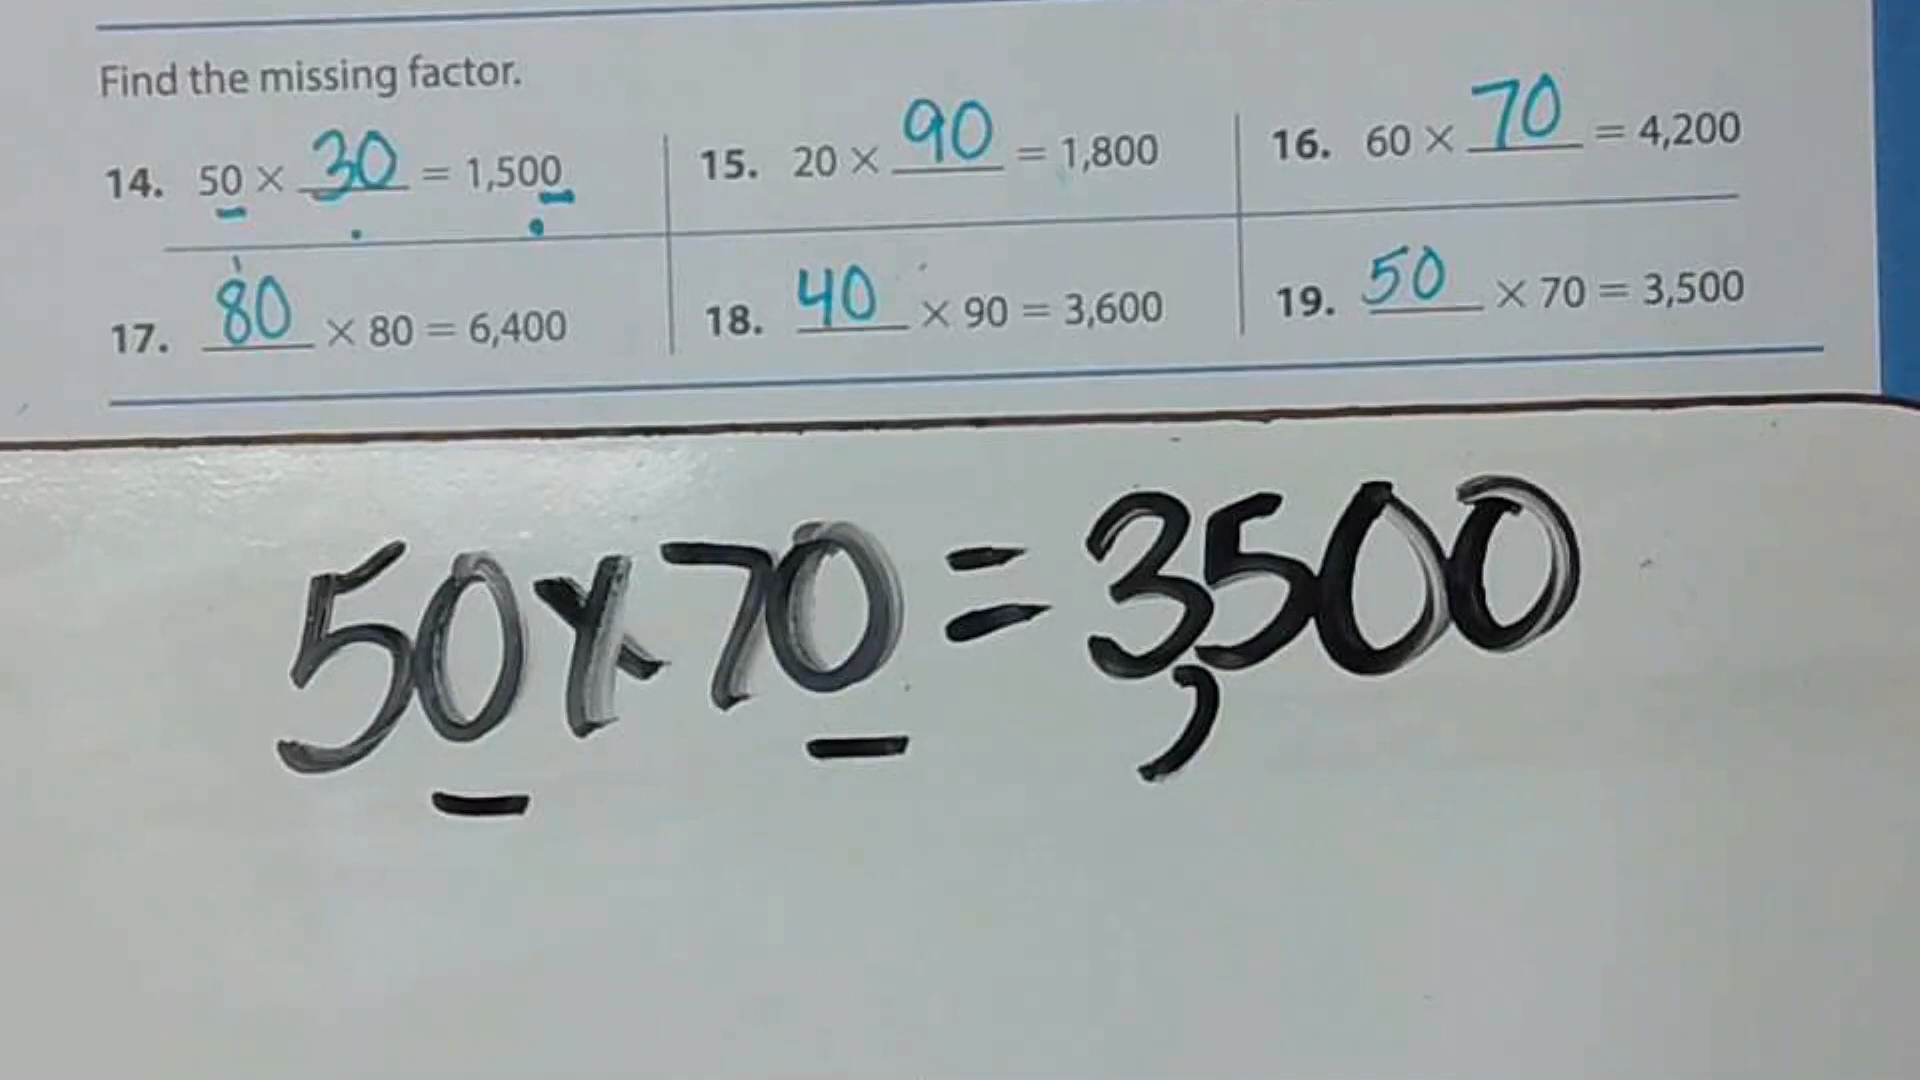 Find the missing factor.
14. 50 × 30 = 1,500
15. 20 × 90 = 1,800
16. 60 × 70 = 4,200
17. 80 × 80 = 6,400
18. 40 × 90 = 3,600
19. 50 × 70 = 3,500
50 x 70 = 3,500